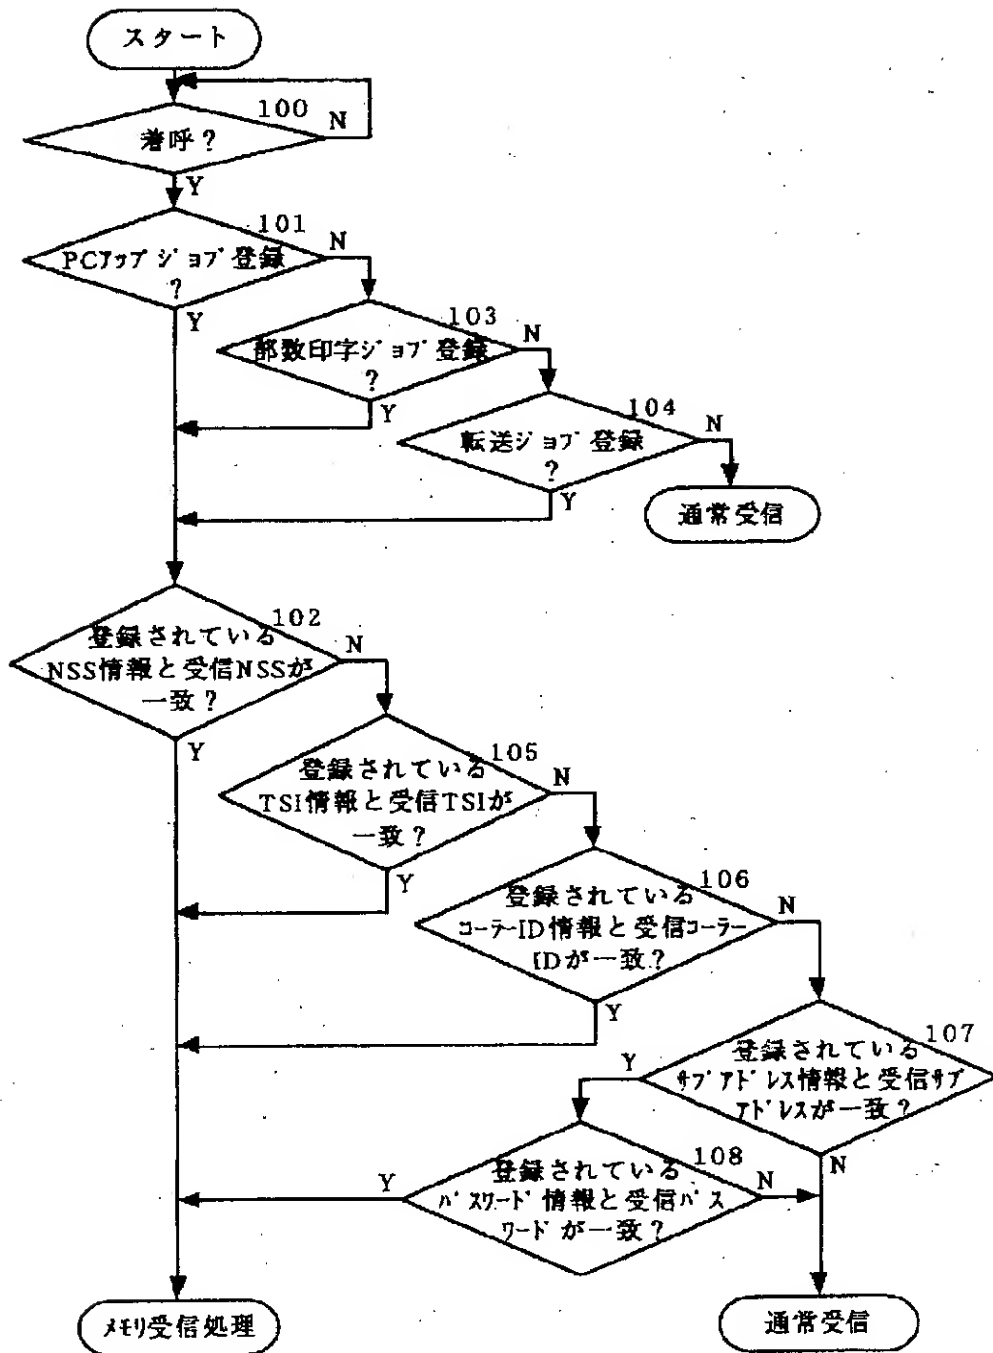 スタート
100
着呼？
N
Y
101
PCアップジョブ登録
？
N
Y
103
部数印字ジョブ登録
？
N
Y
104
転送ジョブ登録
？
N
Y
通常受信
102
登録されている
NSS情報と受信NSSが
一致？
N
Y
105
登録されている
TSI情報と受信TSIが
一致？
N
Y
106
登録されている
コーラーID情報と受信コーラー
IDが一致？
N
Y
107
登録されている
サブアドレス情報と受信サブ
アドレスが一致？
Y
N
108
登録されている
パスワード情報と受信パス
ワードが一致？
Y
N
メモリ受信処理
通常受信